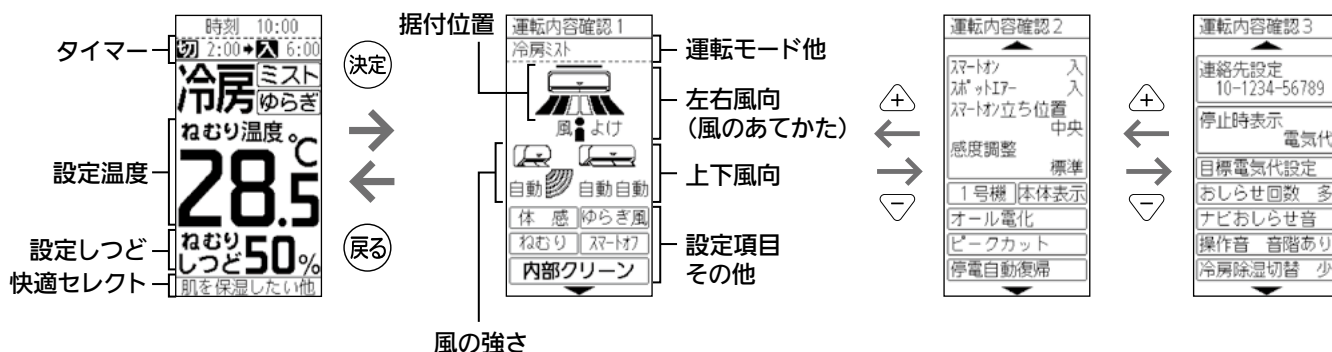 タイマー
設定温度
設定しつど
快適セレクト
時刻 10:00
切 2:00➡入 6:00
冷房
ミスト
ゆらぎ
ねむり温度
28.5℃
ねむり
しつど50%
肌を保湿したい他
決定
戻る
据付位置
運転内容確認1
冷房ミスト
風 よけ
自動 自動 自動
体 感 ゆらぎ風
ねむり スマートオフ
内部クリーン
運転モード他
左右風向
（風のあてかた）
上下風向
設定項目
その他
風の強さ
+
−
運転内容確認2
スマートオン 入
スポットエアー 入
スマートオン立ち位置
中央
感度調整
標準
1号機 本体表示
オール電化
ピークカット
停電自動復帰
+
−
運転内容確認3
連絡先設定
10-1234-56789
停止時表示
電気代
目標電気代設定
おしらせ回数 多
ナビおしらせ音
操作音 音階あり
冷房除湿切替 少